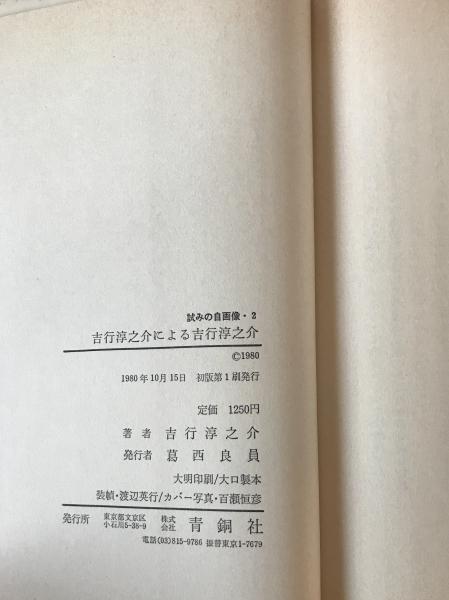 試みの自画像・2
吉行淳之介による吉行淳之介
©1980
1980年10月15日 初版第1刷発行
定価 1250円
著者 吉行淳之介
発行者 葛西良員
大明印刷/大口製本
装幀・渡辺英行/カバー写真・百瀬恒彦
発行所 東京都文京区小石川5-38-9 株式会社 青銅社
電話(03)815-9786 振替東京1-7679